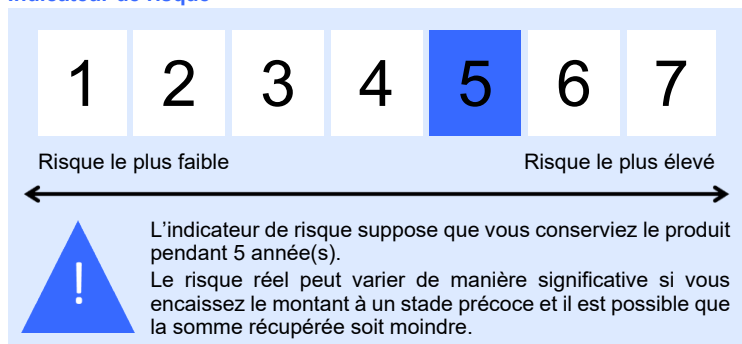 Indicateur de risque
1 2 3 4 5 6 7
Risque le plus faible Risque le plus élevé
! L'indicateur de risque suppose que vous conserviez le produit
pendant 5 année(s).
Le risque réel peut varier de manière significative si vous
encaissez le montant à un stade précoce et il est possible que
la somme récupérée soit moindre.